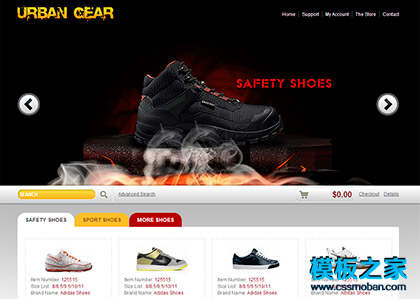 URBAN GEAR
Home Support My Account The Store Contact
SAFETY SHOES
SEARCH
Advanced Search
$0.00 Checkout Details
SAFETY SHOES SPORT SHOES MORE SHOES
Item Number: 125515 Item Number: 125515 Item Number: 125515
Size: 8/8.5/9.5/10/11 Size: 8/8.5/9.5/10/11 Size: 8/8.5/9.5/10/11
Brand Name: Adidas Shoes Brand Name: Adidas Shoes Brand Name: Adidas Shoes
模板之家
www.cssmoban.com